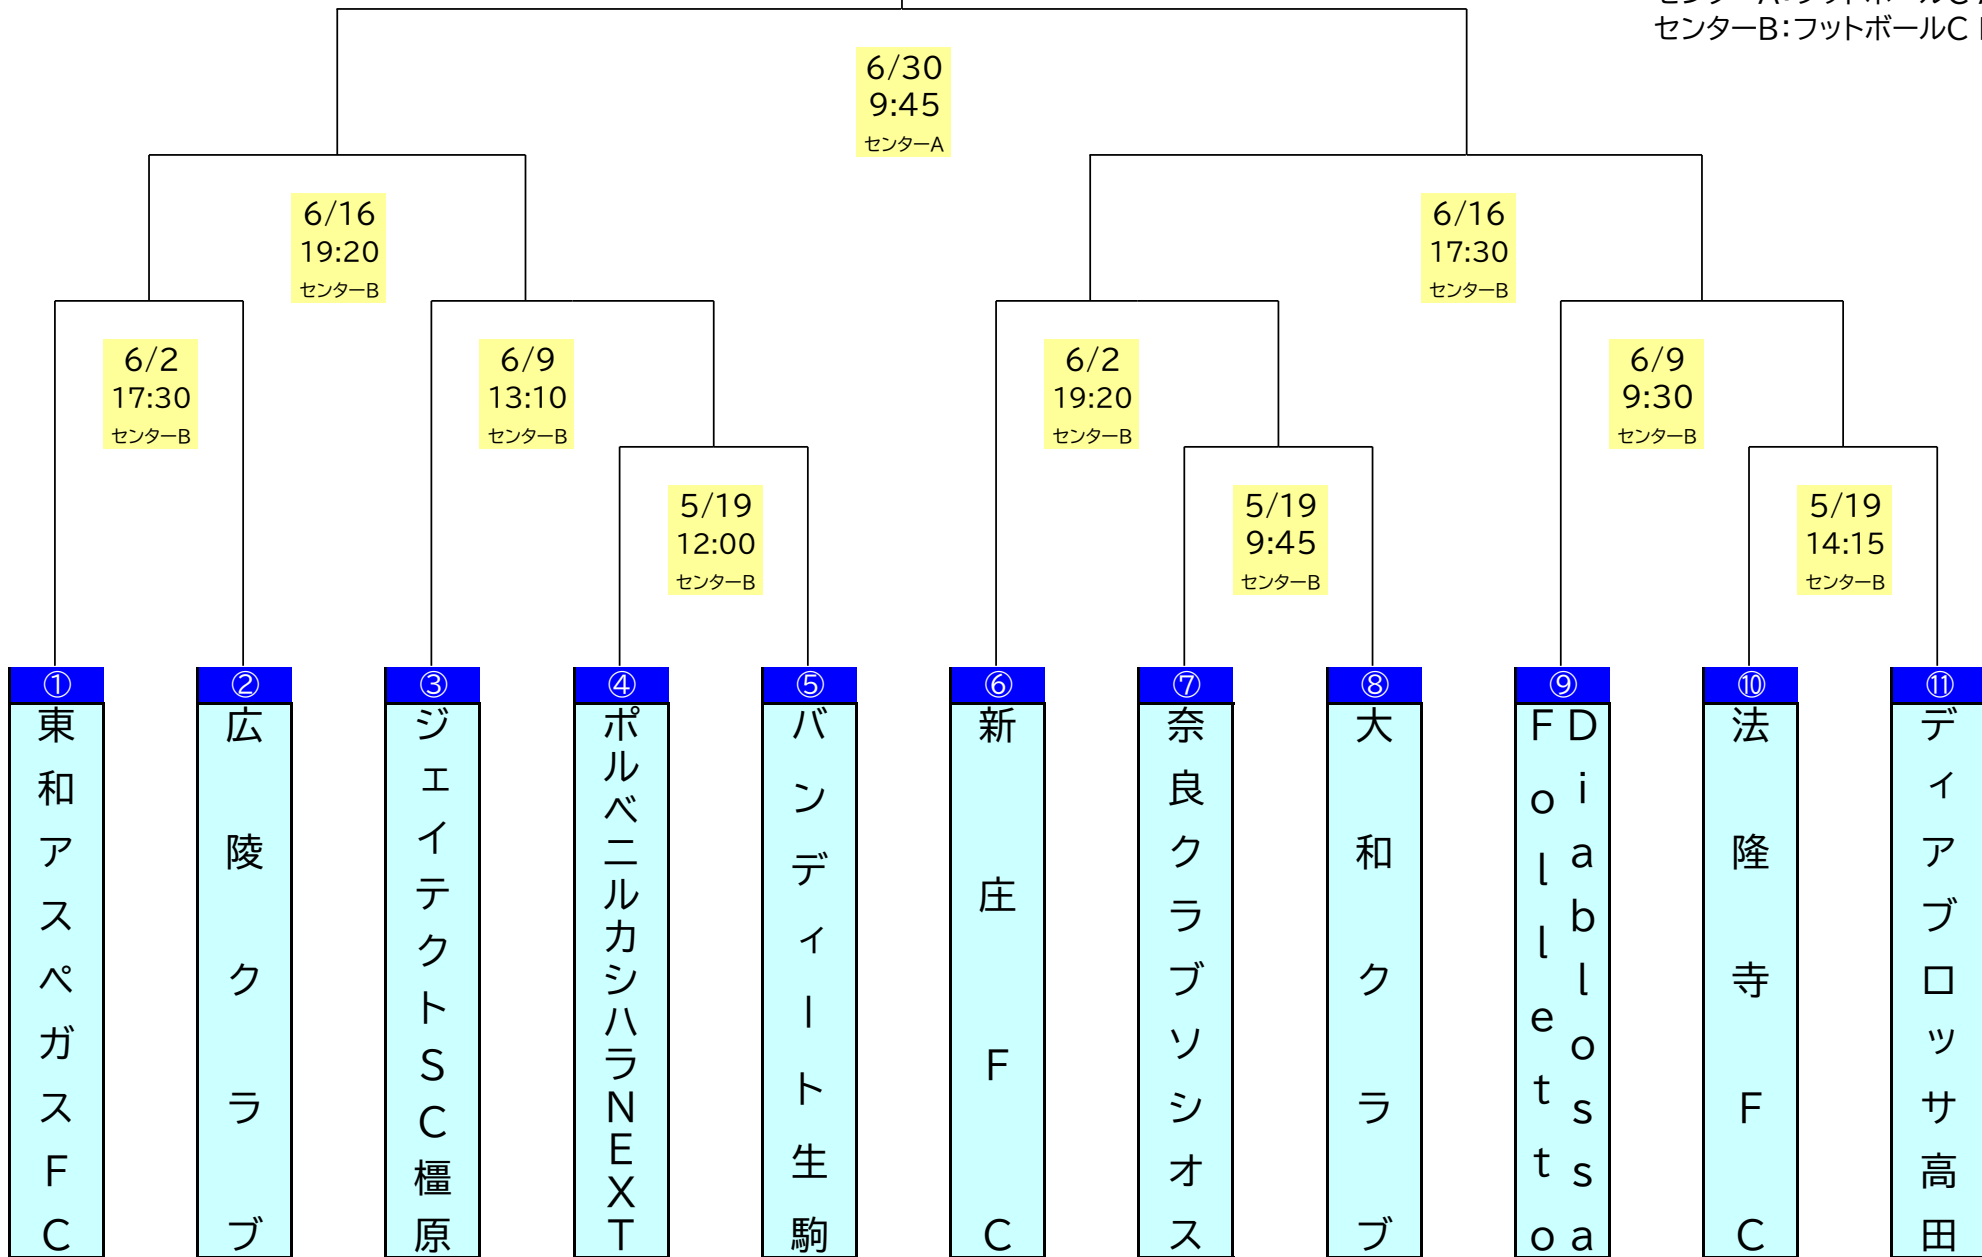 センターB：フットボールC
6/30
9:45
センターA
6/16
19:20
センターB
6/16
17:30
センターB
6/2
17:30
センターB
6/9
13:10
センターB
6/2
19:20
センターB
6/9
9:30
センターB
5/19
12:00
センターB
5/19
9:45
センターB
5/19
14:15
センターB
①
東和アスペガスFC
②
広陵クラブ
③
ジェイテクトSC橿原
④
ポルベニルカシハラNEXT
⑤
バンディート生駒
⑥
新庄FC
⑦
奈良クラブソシオス
⑧
大和クラブ
⑨
Diablossa
Folletto
⑩
法隆寺FC
⑪
ディアブロッサ高田